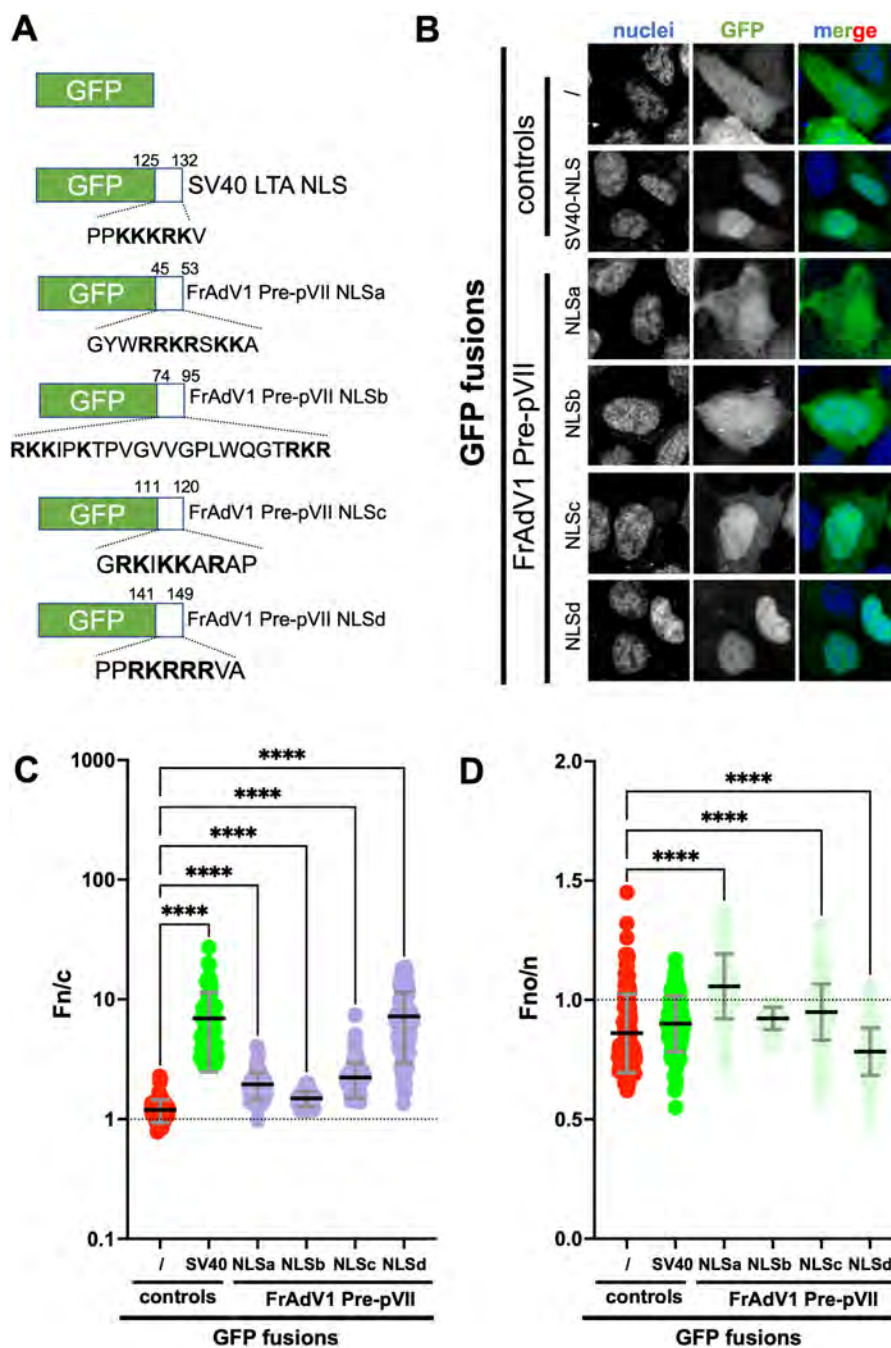 A
GFP
125 132
GFP SV40 LTA NLS
PPKKKRKV
45 53
GFP FrAdV1 Pre-pVII NLSa
GYWRRKRSKKA
74 95
GFP FrAdV1 Pre-pVII NLSb
RKKIPKTPVGVVGPLWQGTRKR
111 120
GFP FrAdV1 Pre-pVII NLSc
GRKIKKARAP
141 149
GFP FrAdV1 Pre-pVII NLSd
PPRKRRRVA
B
nuclei GFP merge
GFP fusions
controls
/
SV40-NLS
FrAdV1 Pre-pVII
NLSa
NLSb
NLSc
NLSd
C
Fn/c
1000
100
10
1
0.1
****
****
****
****
****
/ SV40 NLSa NLSb NLSc NLSd
controls FrAdV1 Pre-pVII
GFP fusions
D
Fno/n
2.0
1.5
1.0
0.5
0.0
****
****
****
/ SV40 NLSa NLSb NLSc NLSd
controls FrAdV1 Pre-pVII
GFP fusions